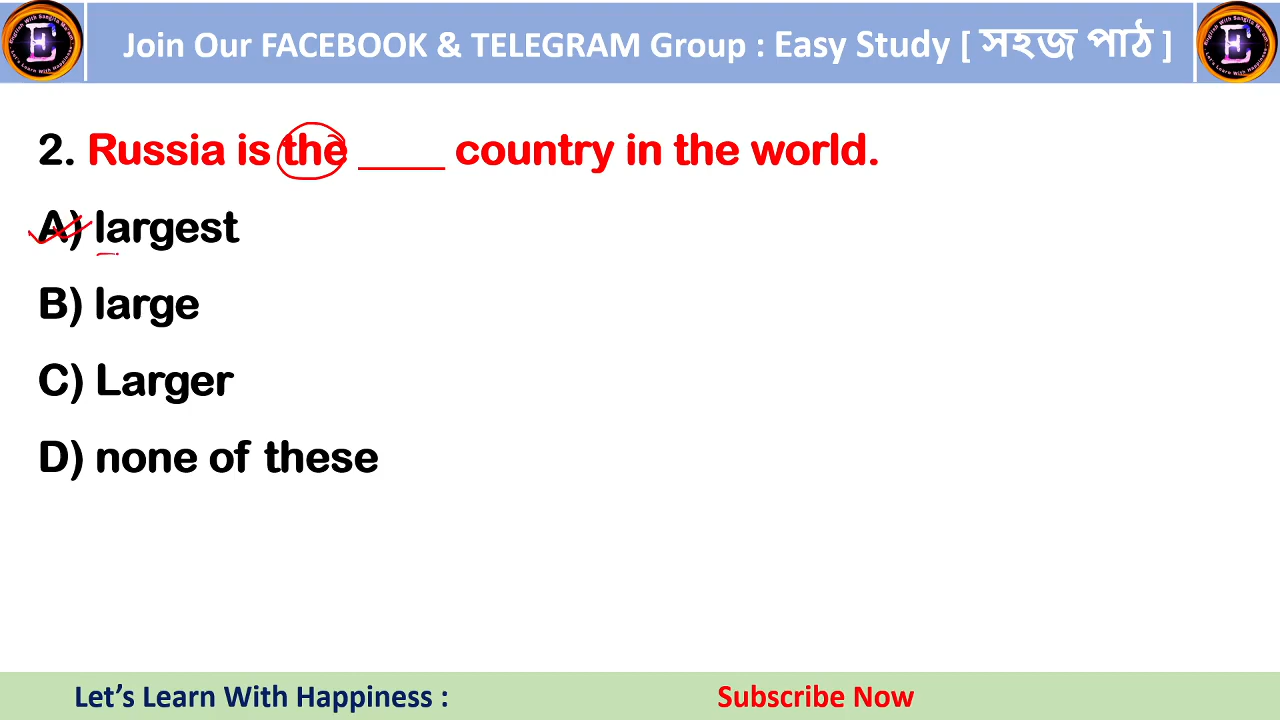 Join Our FACEBOOK & TELEGRAM Group : Easy Study [ সহজ পাঠ ]
2. Russia is the ____ country in the world.
A) largest
B) large
C) Larger
D) none of these
Let's Learn With Happiness :
Subscribe Now